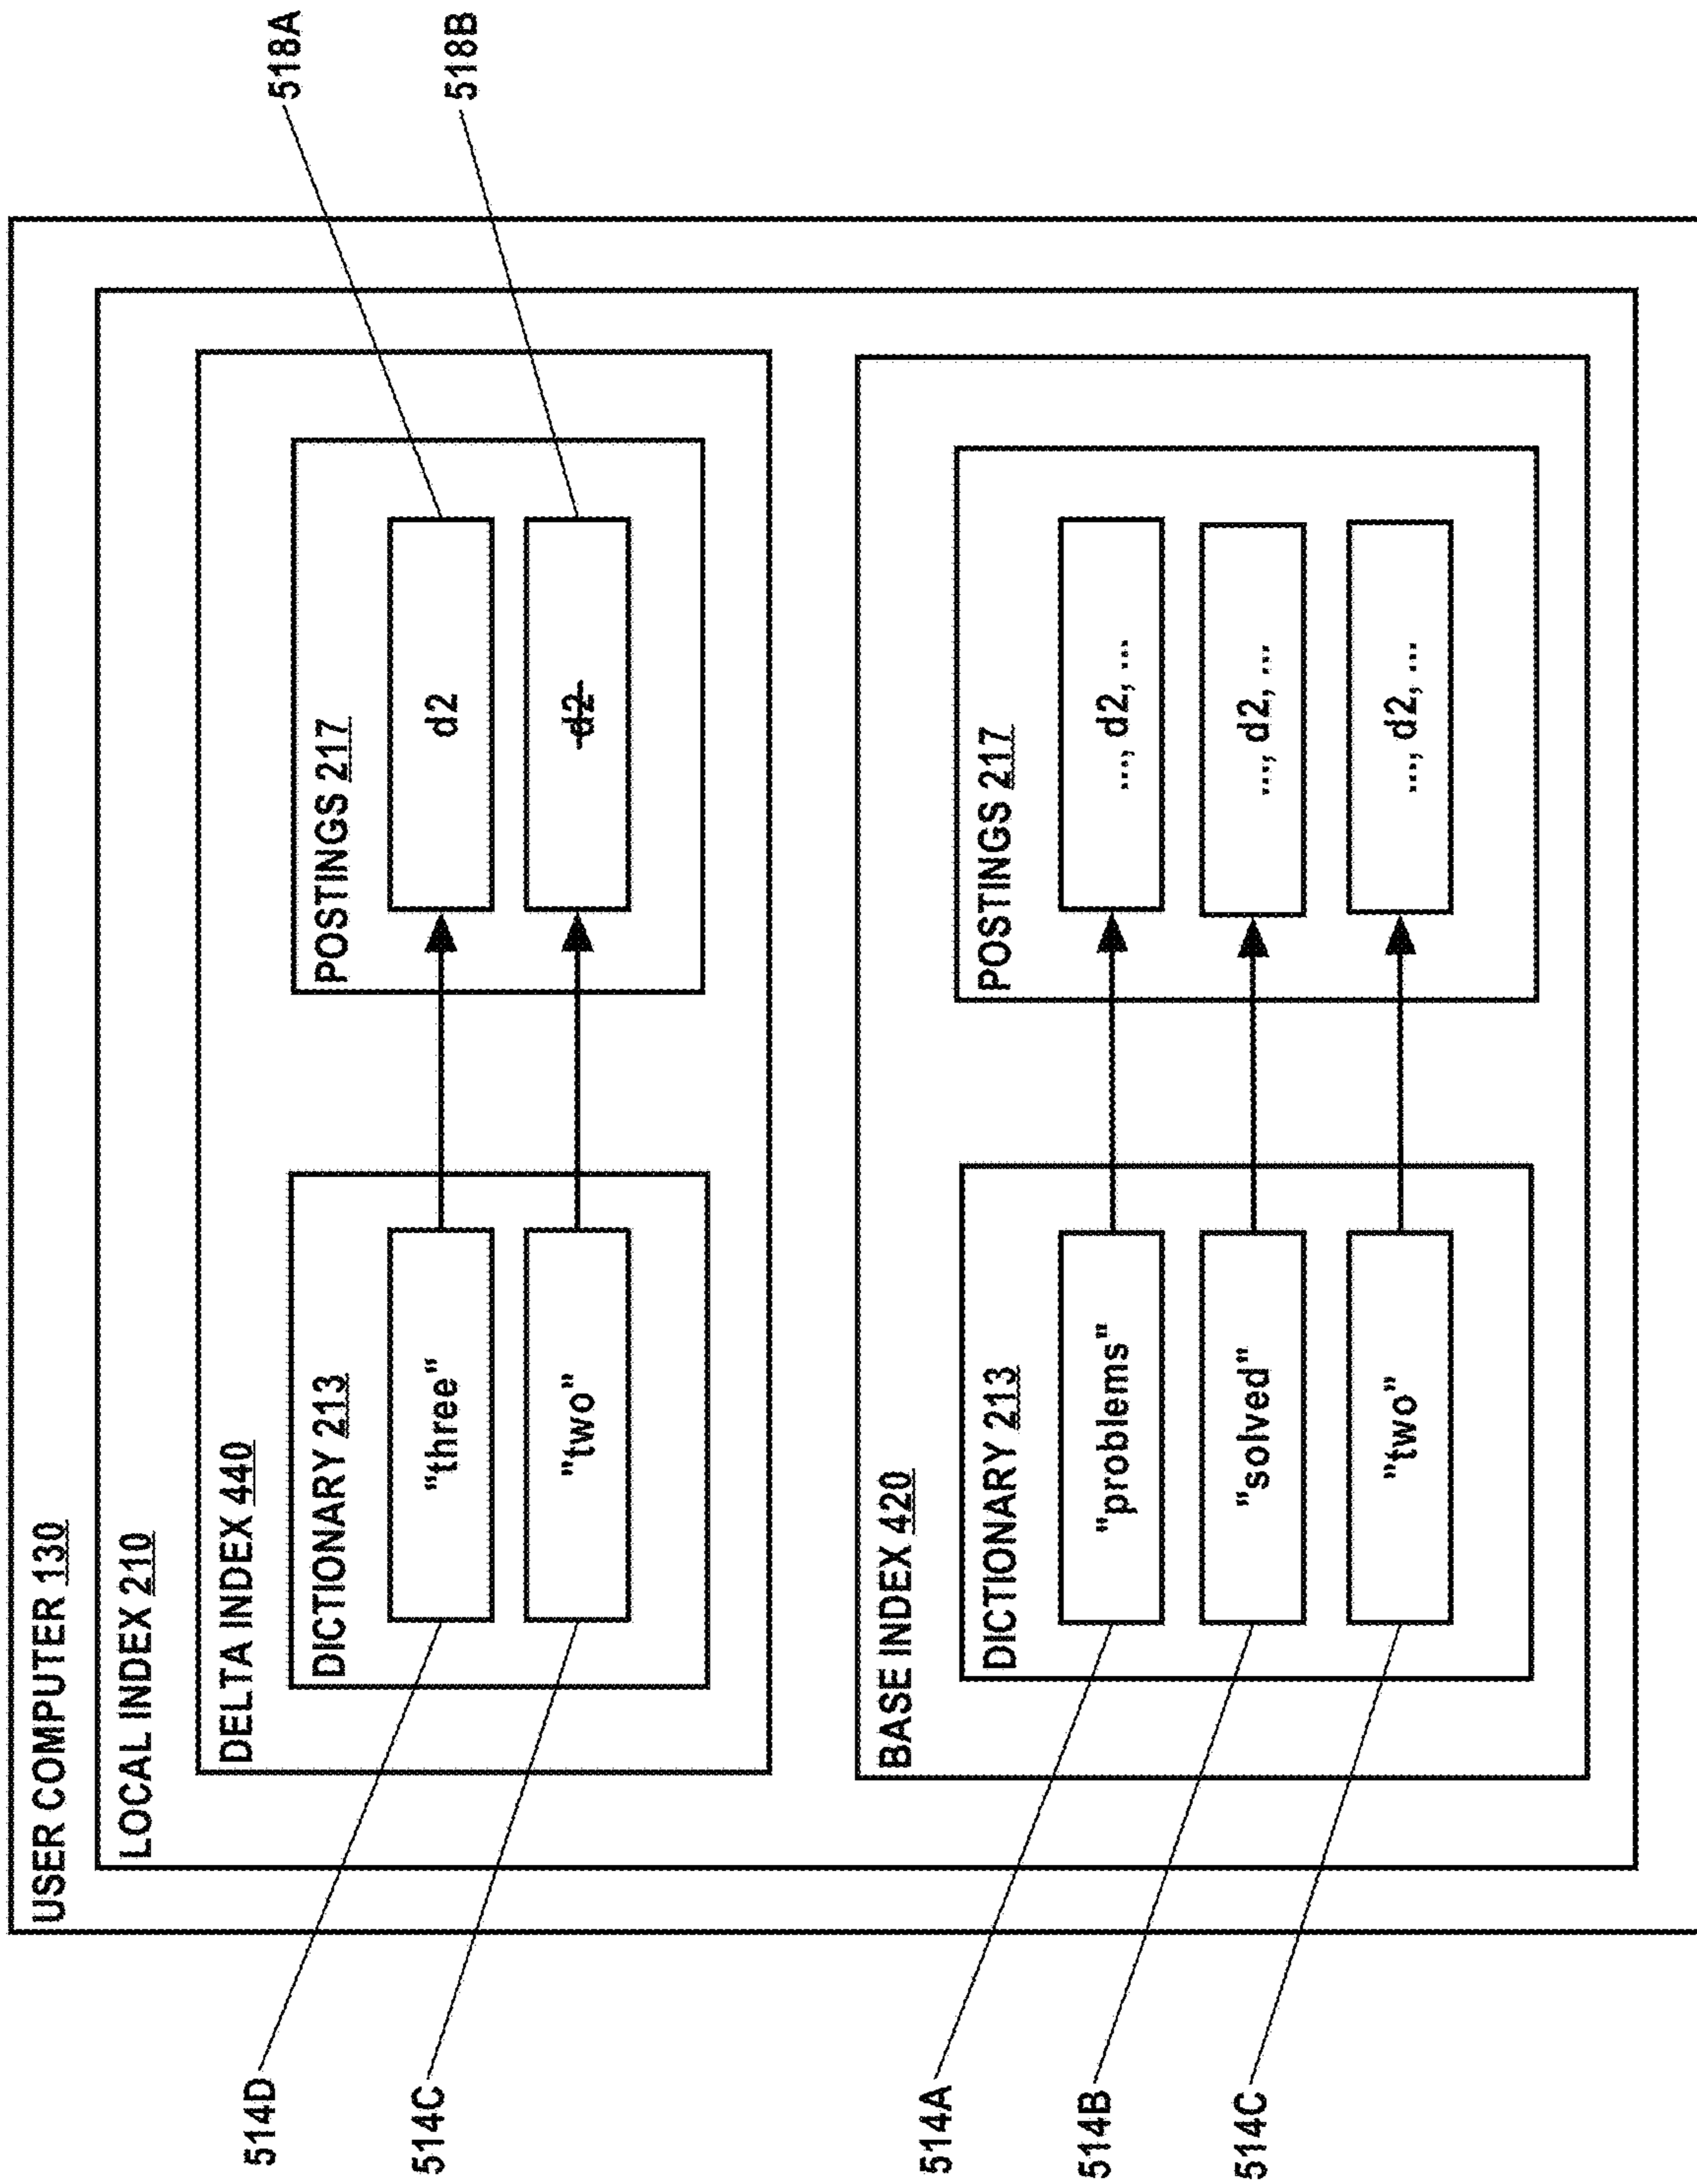 USER COMPUTER 130
LOCAL INDEX 210
DELTA INDEX 440
DICTIONARY 213
POSTINGS 217
514D
"three"
d2
518A
514C
"two"
d2
518B
BASE INDEX 420
DICTIONARY 213
POSTINGS 217
514A
"problems"
..., d2, ...
514B
"solved"
..., d2, ...
514C
"two"
..., d2, ...